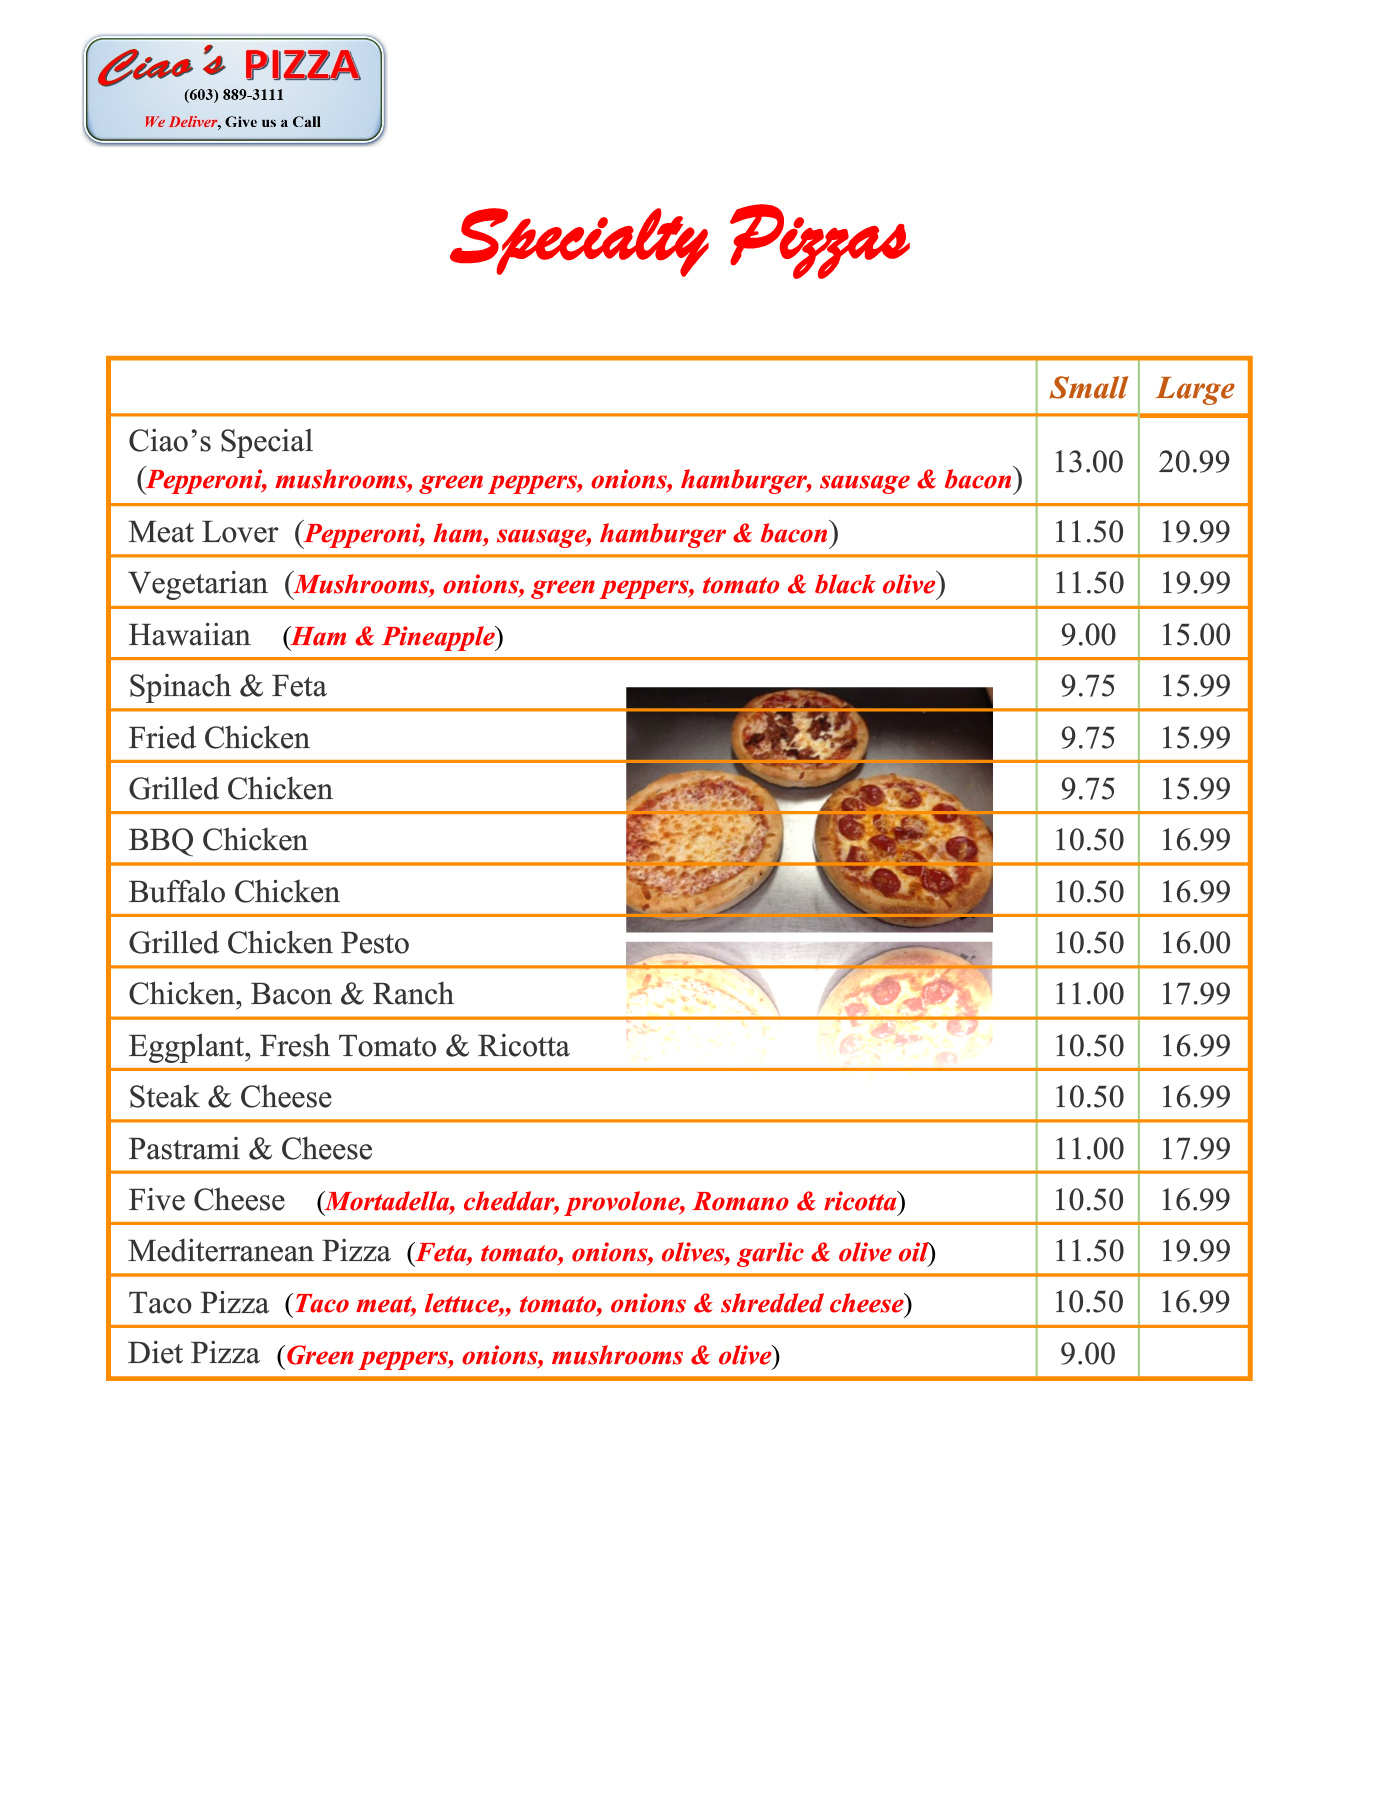 Ciao's PIZZA
(603) 889-3111
We Deliver, Give us a Call
Specialty Pizzas
Small Large
Ciao’s Special
(Pepperoni, mushrooms, green peppers, onions, hamburger, sausage & bacon) 13.00 20.99
Meat Lover (Pepperoni, ham, sausage, hamburger & bacon) 11.50 19.99
Vegetarian (Mushrooms, onions, green peppers, tomato & black olive) 11.50 19.99
Hawaiian (Ham & Pineapple) 9.00 15.00
Spinach & Feta 9.75 15.99
Fried Chicken 9.75 15.99
Grilled Chicken 9.75 15.99
BBQ Chicken 10.50 16.99
Buffalo Chicken 10.50 16.99
Grilled Chicken Pesto 10.50 16.00
Chicken, Bacon & Ranch 11.00 17.99
Eggplant, Fresh Tomato & Ricotta 10.50 16.99
Steak & Cheese 10.50 16.99
Pastrami & Cheese 11.00 17.99
Five Cheese (Mortadella, cheddar, provolone, Romano & ricotta) 10.50 16.99
Mediterranean Pizza (Feta, tomato, onions, olives, garlic & olive oil) 11.50 19.99
Taco Pizza (Taco meat, lettuce,, tomato, onions & shredded cheese) 10.50 16.99
Diet Pizza (Green peppers, onions, mushrooms & olive) 9.00